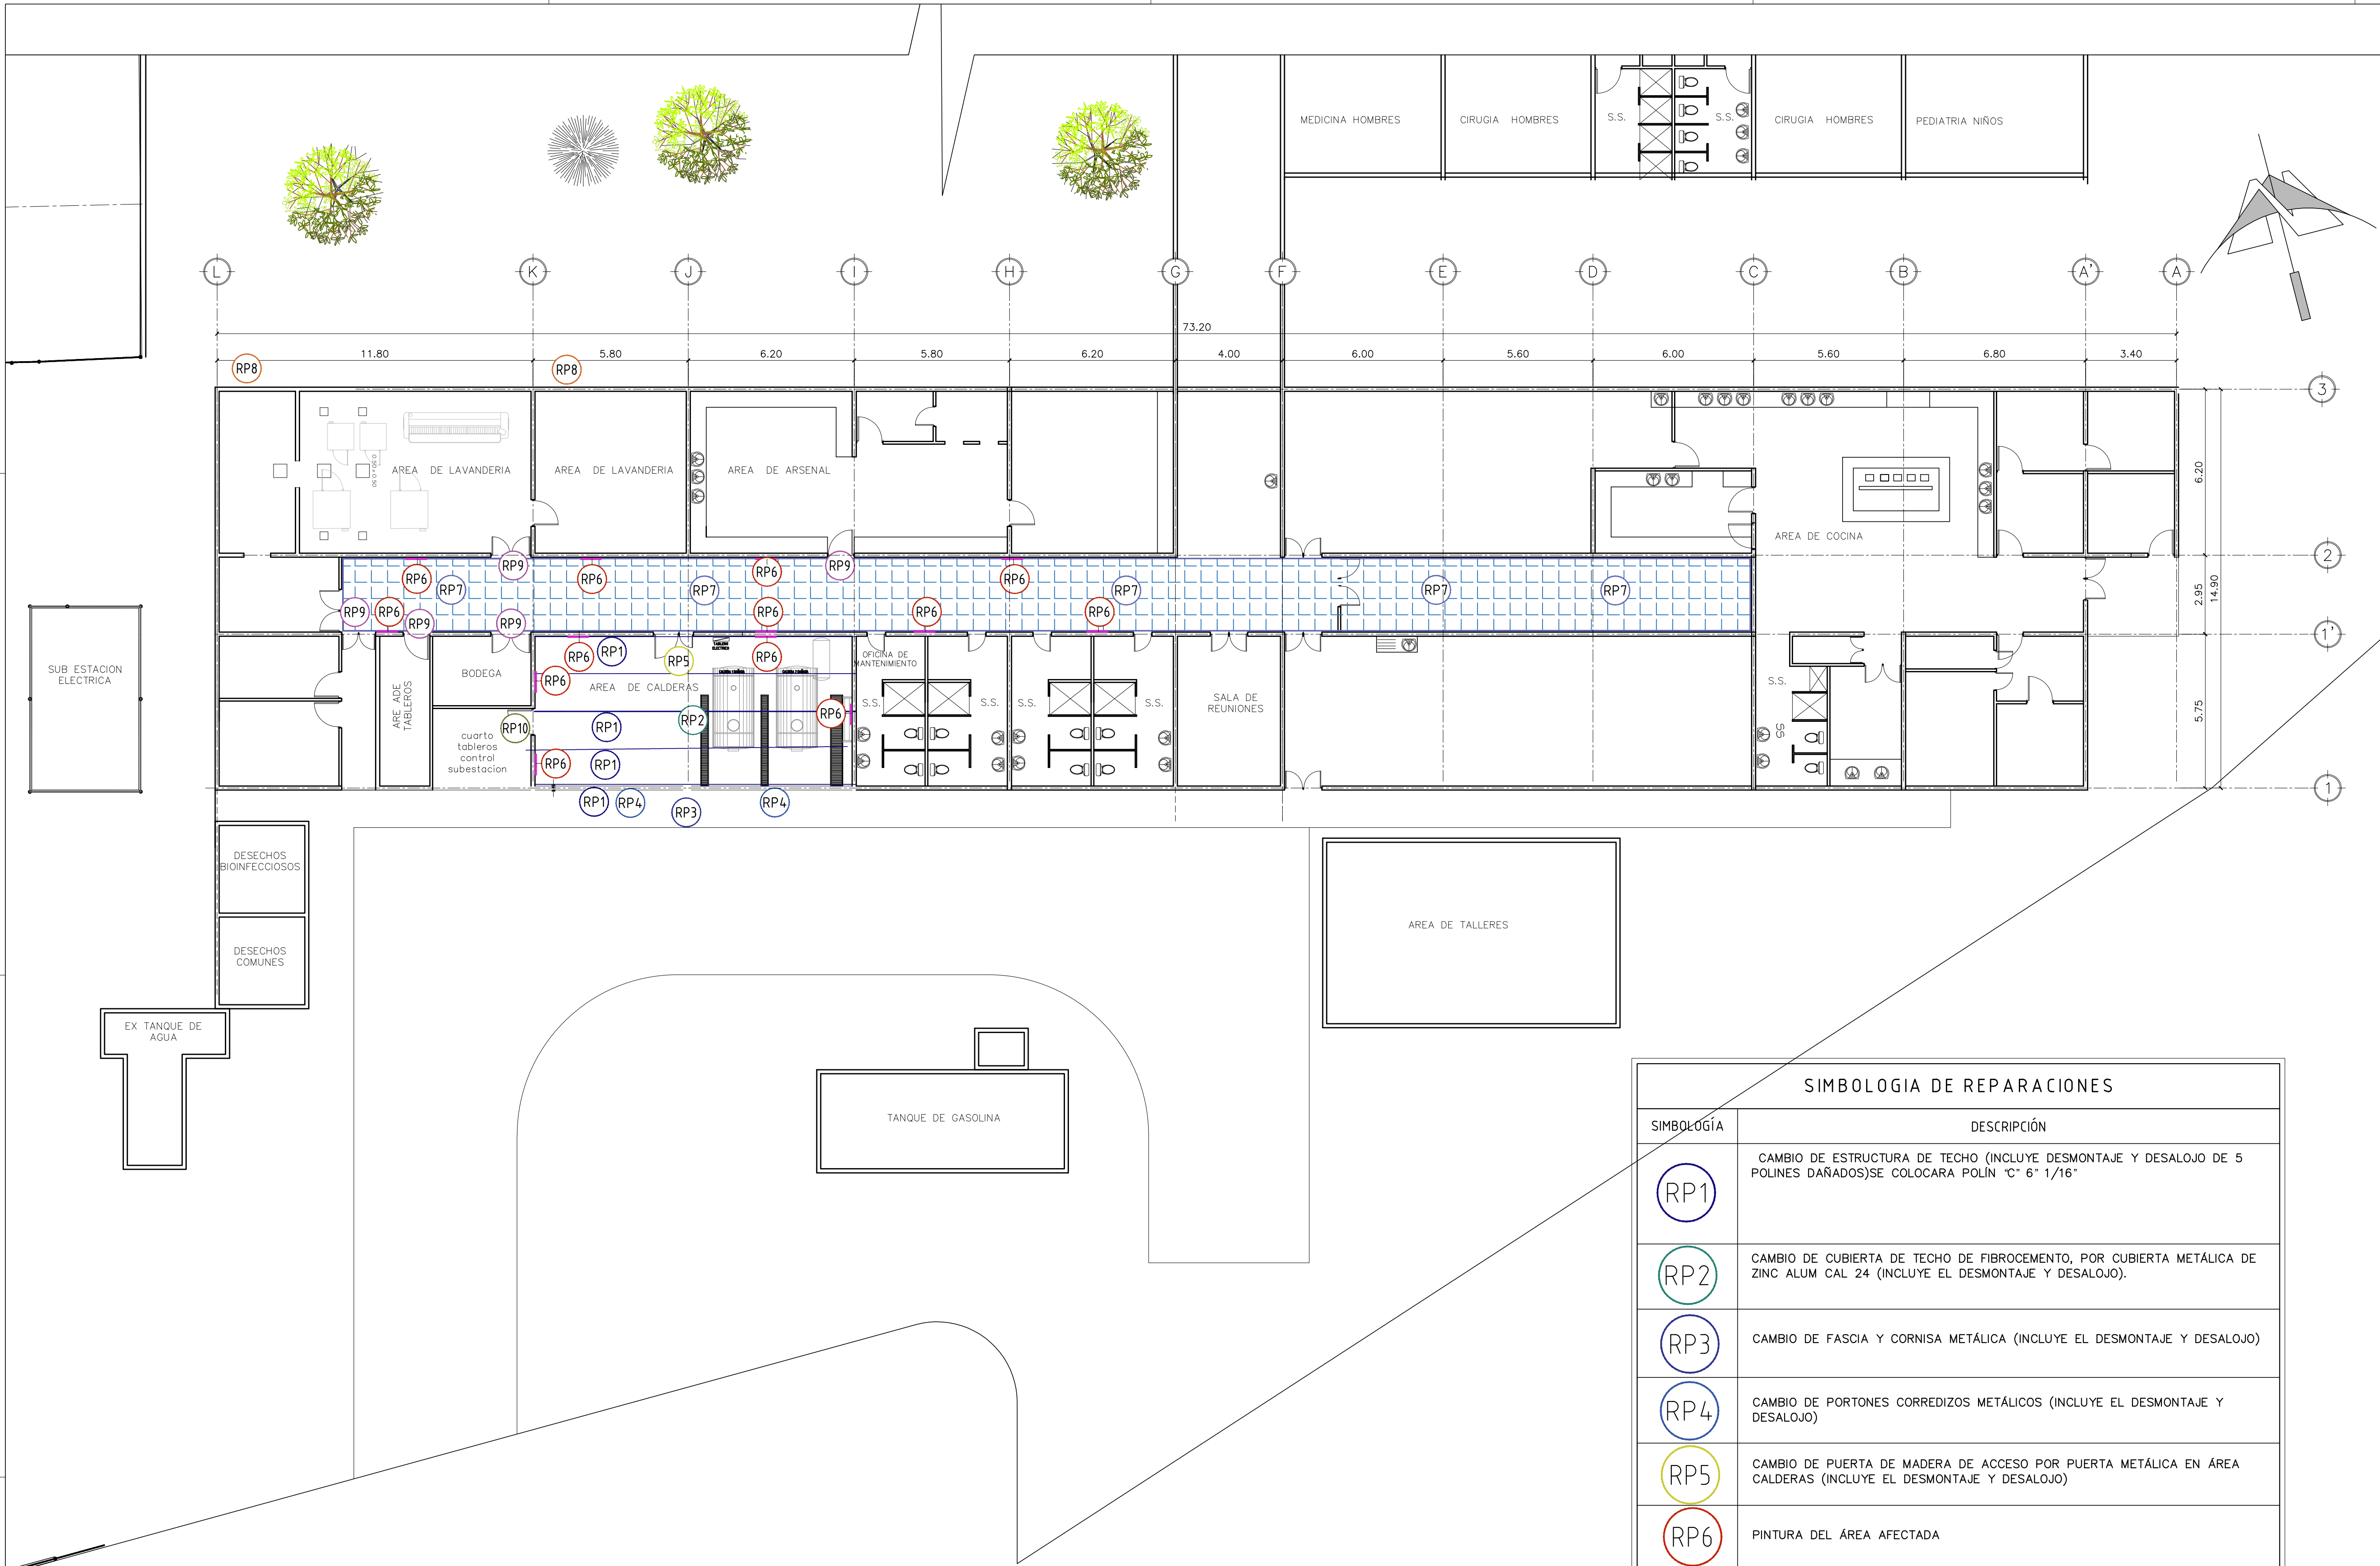 MEDICINA HOMBRES
CIRUGIA HOMBRES
S.S.
S.S.
CIRUGIA HOMBRES
PEDIATRIA NIÑOS
L
K
J
I
H
G
F
E
D
C
B
A'
A
73.20
11.80
5.80
6.20
5.80
6.20
4.00
6.00
5.60
6.00
5.60
6.80
3.40
RP8
RP8
3
AREA DE LAVANDERIA
AREA DE LAVANDERIA
AREA DE ARSENAL
0.50x0.50
6.20
AREA DE COCINA
2
RP9
RP9
RP6
RP6
RP6
RP6
RP7
RP7
RP7
RP7
RP7
2.95
14.90
RP9
RP6
RP9
RP9
RP6
RP6
RP6
1'
SUB ESTACION
ELECTRICA
TABLERO
ELECTRICO
RP6
RP1
RP5
RP6
OFICINA DE
MANTENIMIENTO
BODEGA
RP6
AREA DE CALDERAS
ARE ADE
TABLEROS
S.S.
S.S.
S.S.
S.S.
SALA DE
REUNIONES
S.S.
SS
5.75
RP10
RP1
RP2
RP6
cuarto
tableros
control
subestacion
RP6
RP1
1
RP1
RP4
RP3
RP4
DESECHOS
BIOINFECCIOSOS
DESECHOS
COMUNES
AREA DE TALLERES
EX TANQUE DE
AGUA
TANQUE DE GASOLINA
SIMBOLOGIA DE REPARACIONES
SIMBOLOGÍA
DESCRIPCIÓN
RP1
CAMBIO DE ESTRUCTURA DE TECHO (INCLUYE DESMONTAJE Y DESALOJO DE 5
POLINES DAÑADOS)SE COLOCARA POLÍN "C" 6" 1/16"
RP2
CAMBIO DE CUBIERTA DE TECHO DE FIBROCEMENTO, POR CUBIERTA METÁLICA DE
ZINC ALUM CAL 24 (INCLUYE EL DESMONTAJE Y DESALOJO).
RP3
CAMBIO DE FASCIA Y CORNISA METÁLICA (INCLUYE EL DESMONTAJE Y DESALOJO)
RP4
CAMBIO DE PORTONES CORREDIZOS METÁLICOS (INCLUYE EL DESMONTAJE Y
DESALOJO)
RP5
CAMBIO DE PUERTA DE MADERA DE ACCESO POR PUERTA METÁLICA EN ÁREA
CALDERAS (INCLUYE EL DESMONTAJE Y DESALOJO)
RP6
PINTURA DEL ÁREA AFECTADA